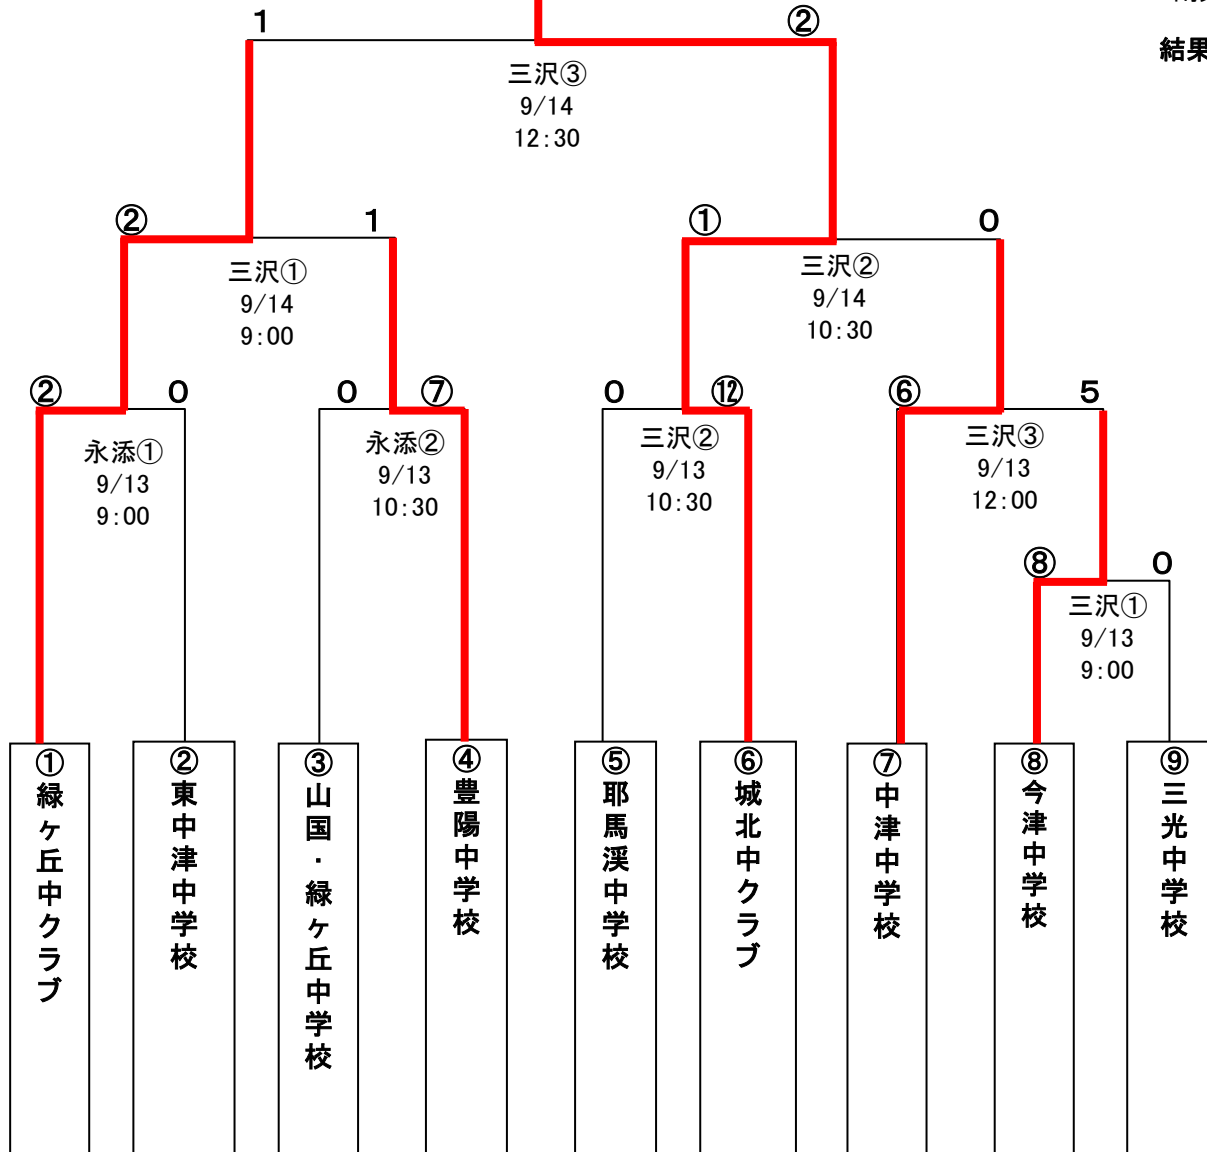 1
②
結果
三沢③
9/14
12:30
②
1
①
0
三沢①
9/14
9:00
三沢②
9/14
10:30
②
0
0
⑦
0
⑫
⑥
5
永添①
9/13
9:00
永添②
9/13
10:30
三沢②
9/13
10:30
三沢③
9/13
12:00
⑧
0
三沢①
9/13
9:00
①緑ヶ丘中クラブ
②東中津中学校
③山国・緑ヶ丘中学校
④豊陽中学校
⑤耶馬渓中学校
⑥城北中クラブ
⑦中津中学校
⑧今津中学校
⑨三光中学校